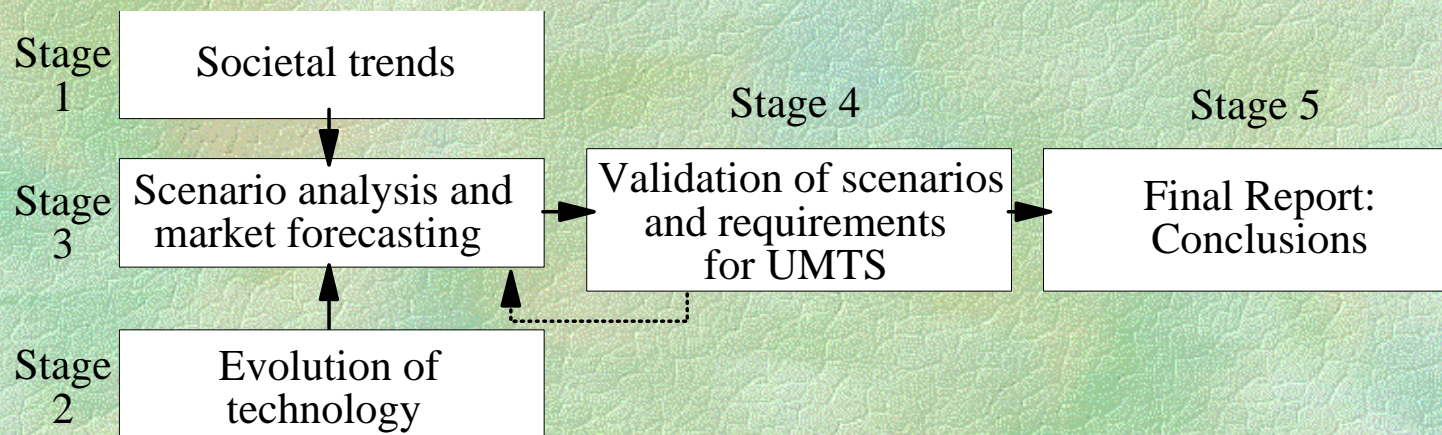 Stage
1
Societal trends
Stage
3
Scenario analysis and
market forecasting
Stage 4
Validation of scenarios
and requirements
for UMTS
Stage 5
Final Report:
Conclusions
Stage
2
Evolution of
technology